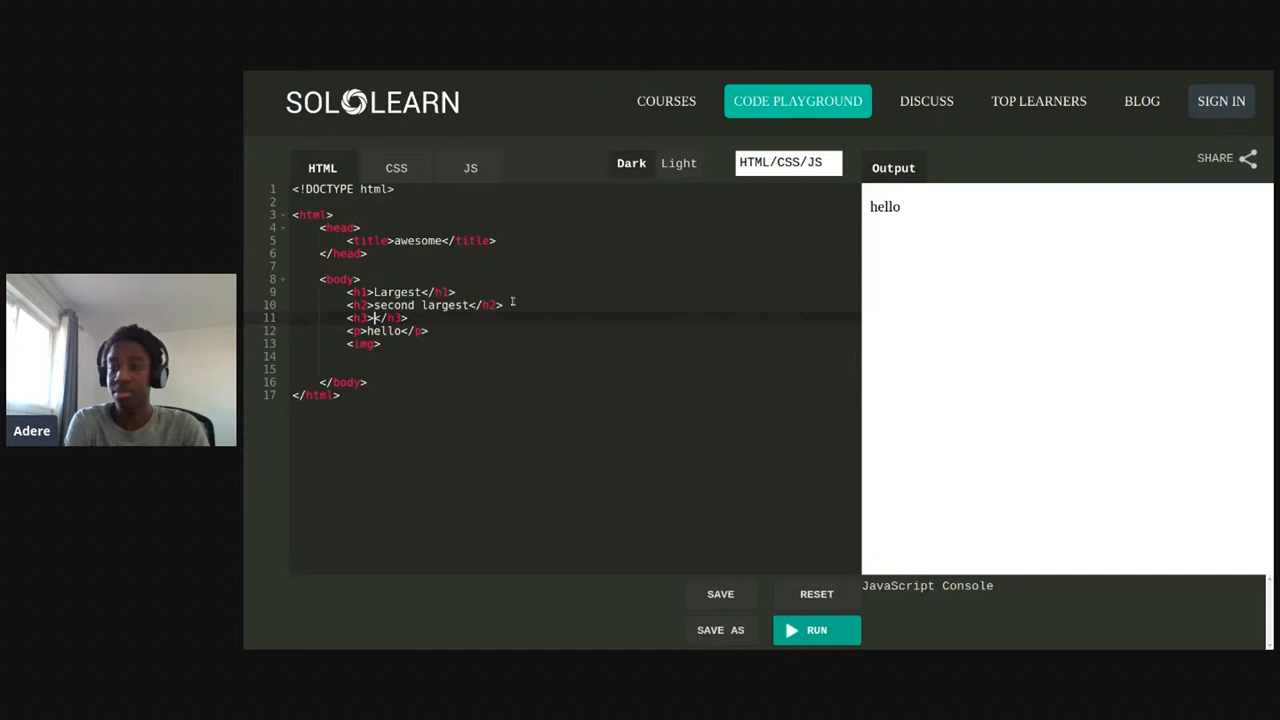 SOLOLEARN
COURSES
CODE PLAYGROUND
DISCUSS
TOP LEARNERS
BLOG
SIGN IN
HTML
CSS
JS
Dark
Light
HTML/CSS/JS
Output
SHARE
1 <!DOCTYPE html>
2
3 <html>
4 <head>
5 <title>awesome</title>
6 </head>
7
8 <body>
9 <h1>Largest</h1>
10 <h2>second largest</h2>
11 <h3></h3>
12 <p>hello</p>
13 <img>
14
15
16 </body>
17 </html>
hello
Adere
SAVE
RESET
SAVE AS
RUN
JavaScript Console